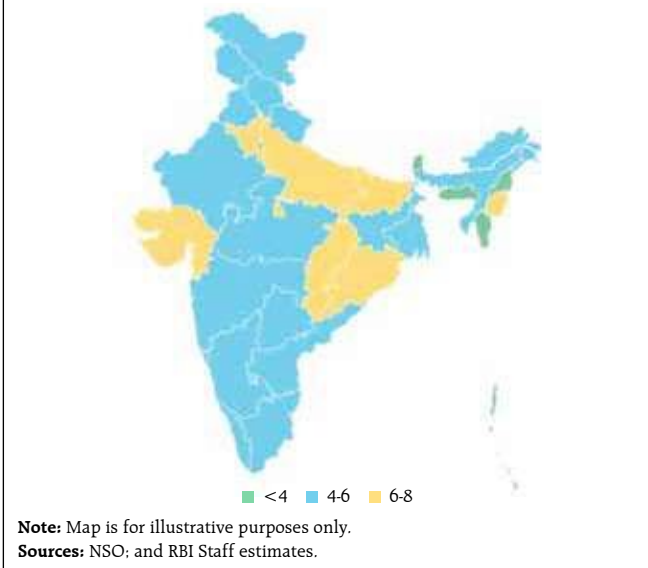 <4 4-6 6-8
Note: Map is for illustrative purposes only.
Sources: NSO; and RBI Staff estimates.